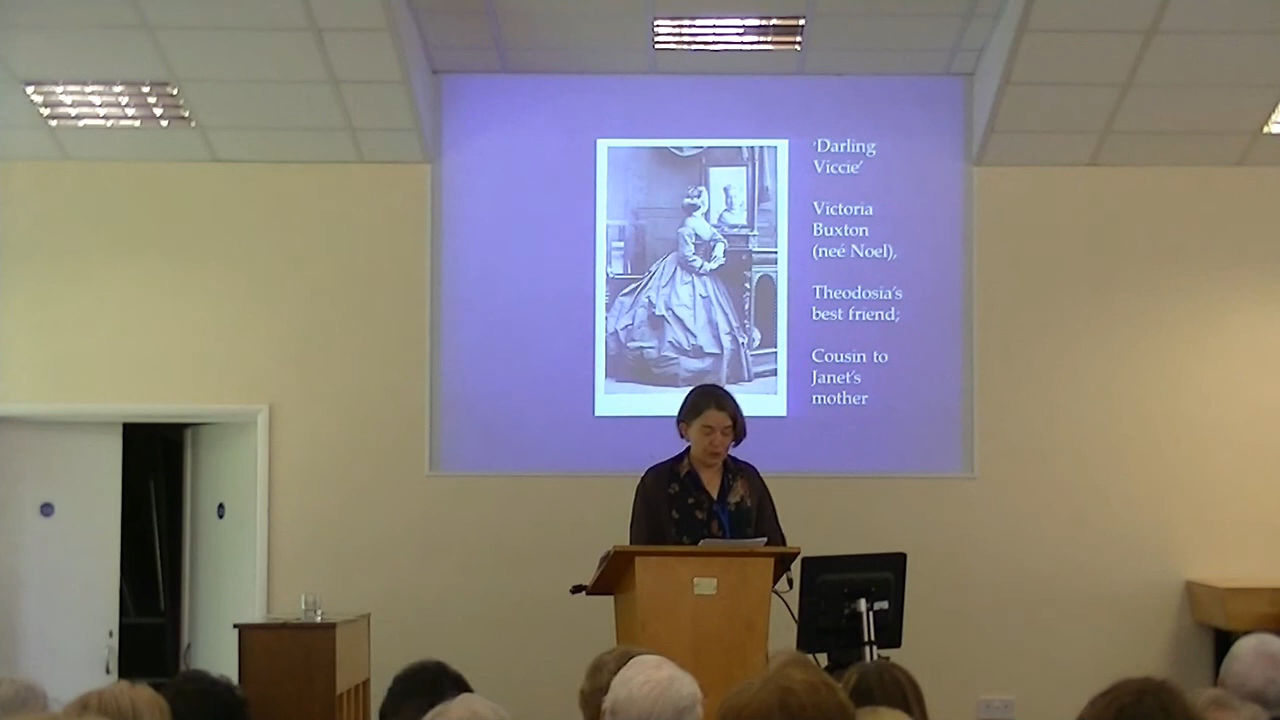 'Darling
Viccie'
Victoria
Buxton
(neé Noel),
Theodosia's
best friend;
Cousin to
Janet's
mother